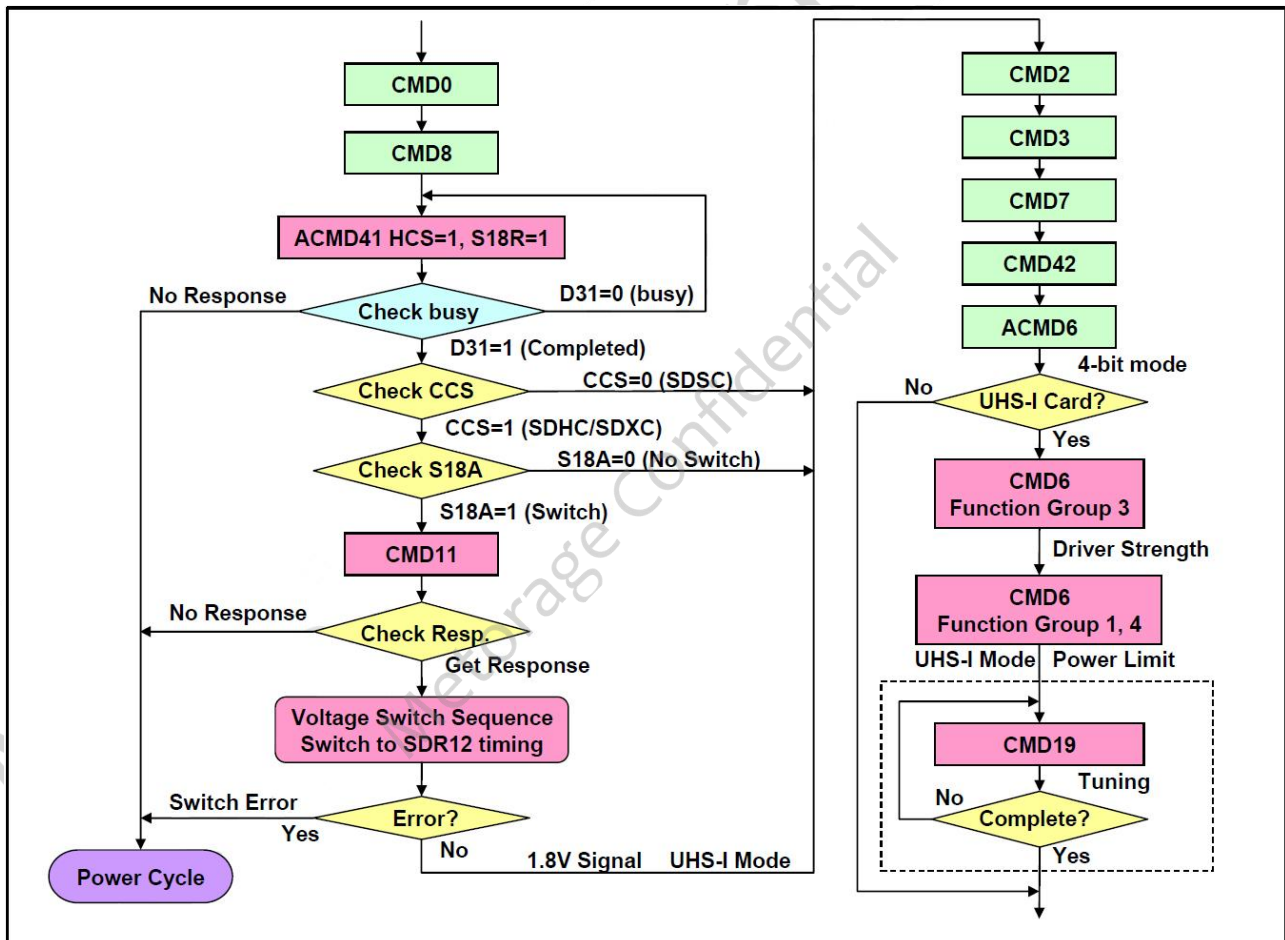 CMD0
CMD8
ACMD41 HCS=1, S18R=1
No Response
Check busy
D31=0 (busy)
D31=1 (Completed)
Check CCS
CCS=0 (SDSC)
CCS=1 (SDHC/SDXC)
Check S18A
S18A=0 (No Switch)
S18A=1 (Switch)
CMD11
No Response
Check Resp.
Get Response
Voltage Switch Sequence
Switch to SDR12 timing
Switch Error
Error?
Yes
No
1.8V Signal UHS-I Mode
Power Cycle
CMD2
CMD3
CMD7
CMD42
ACMD6
4-bit mode
No
UHS-I Card?
Yes
CMD6
Function Group 3
Driver Strength
CMD6
Function Group 1, 4
UHS-I Mode Power Limit
CMD19
Tuning
No
Complete?
Yes
Metorage Confidential